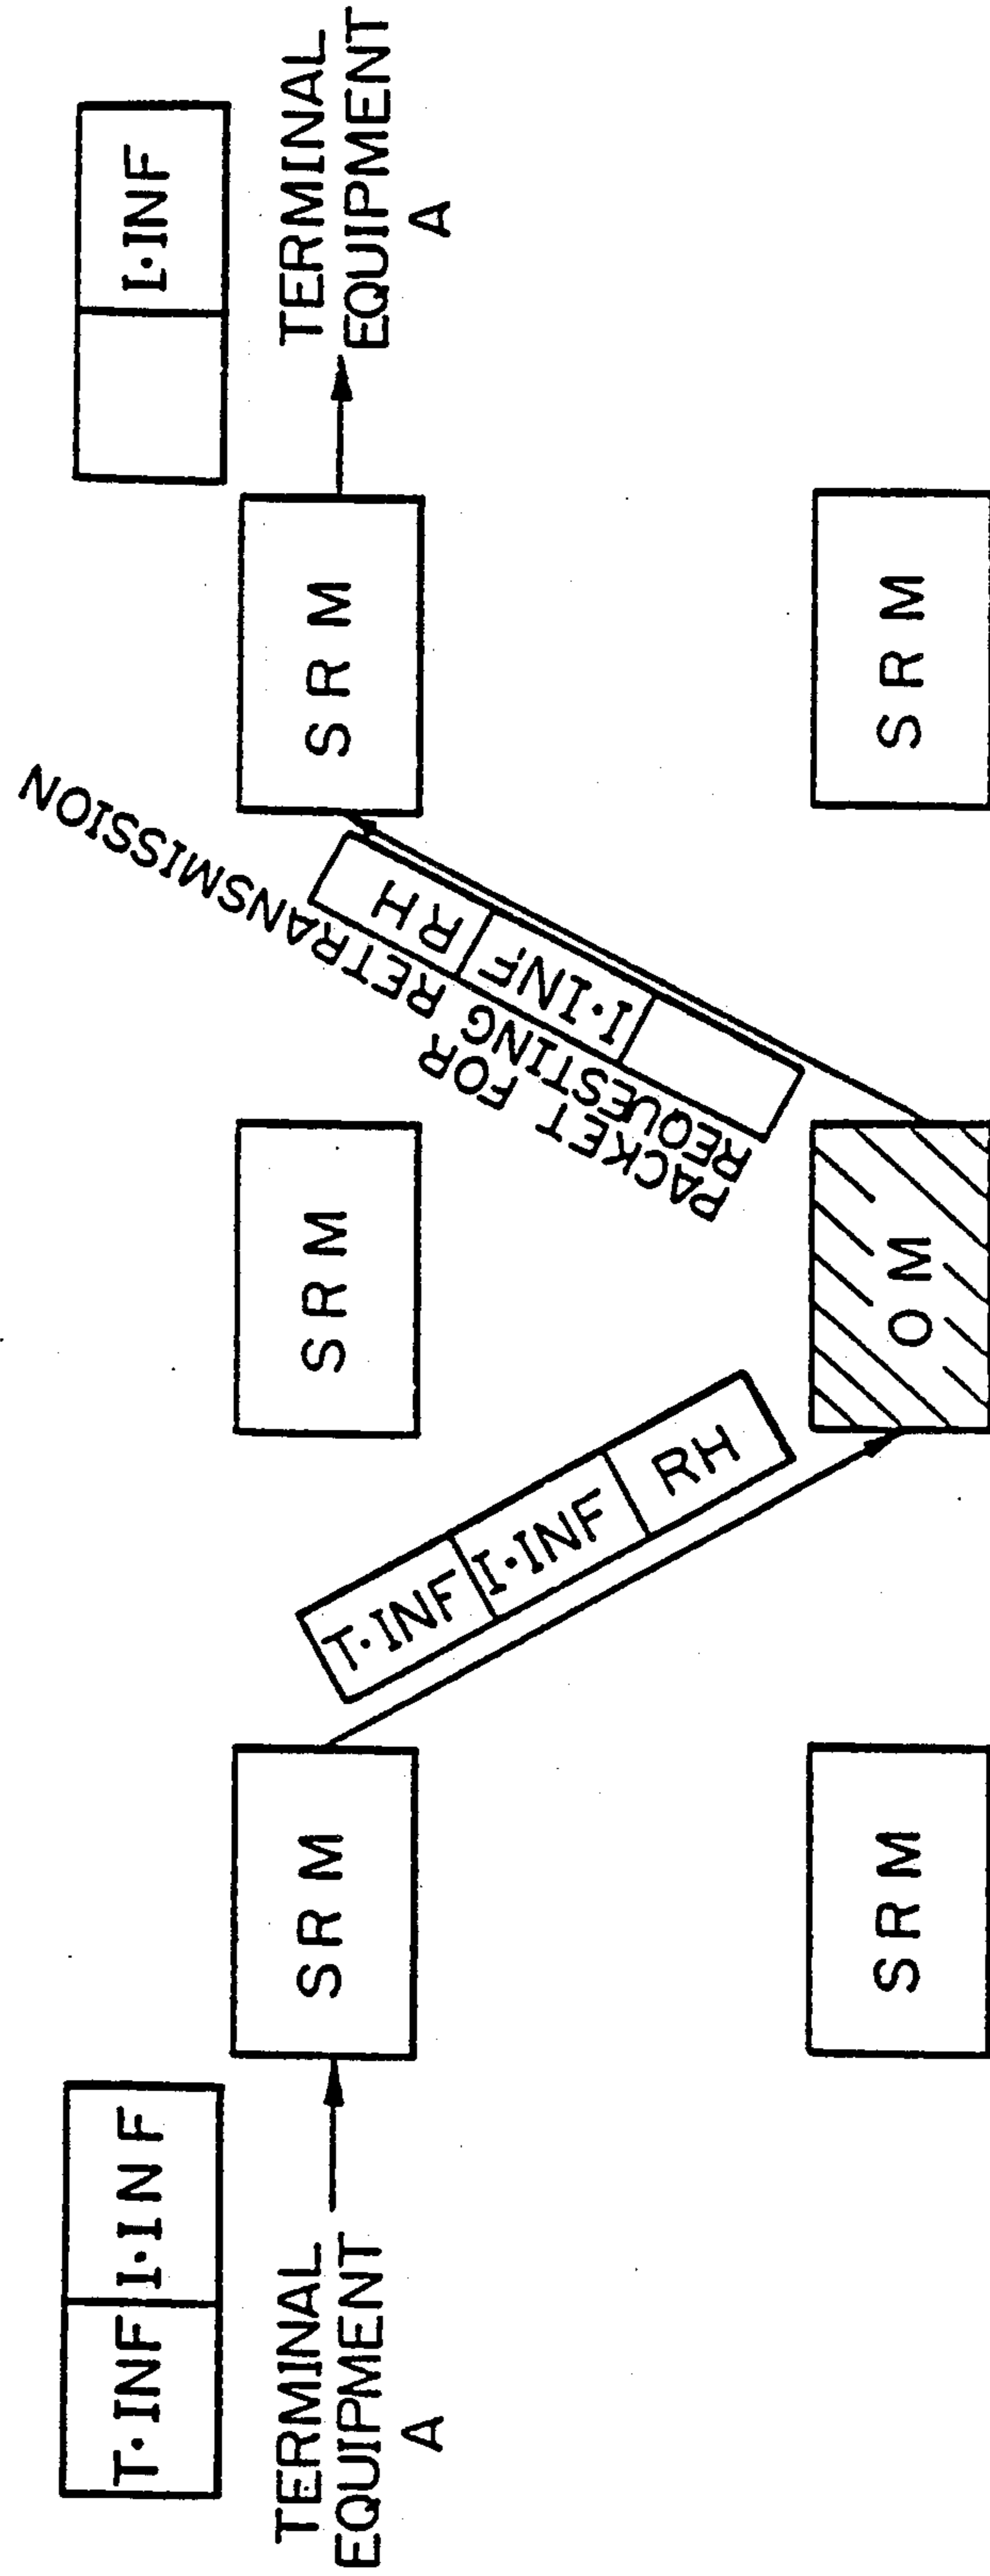 T·INF I·INF
TERMINAL
EQUIPMENT
A
SRM
T·INF I·INF RH
SRM
PACKET FOR
REQUESTING RETRANSMISSION
I·INF RH
SRM
I·INF
TERMINAL
EQUIPMENT
A
SRM
OM
SRM